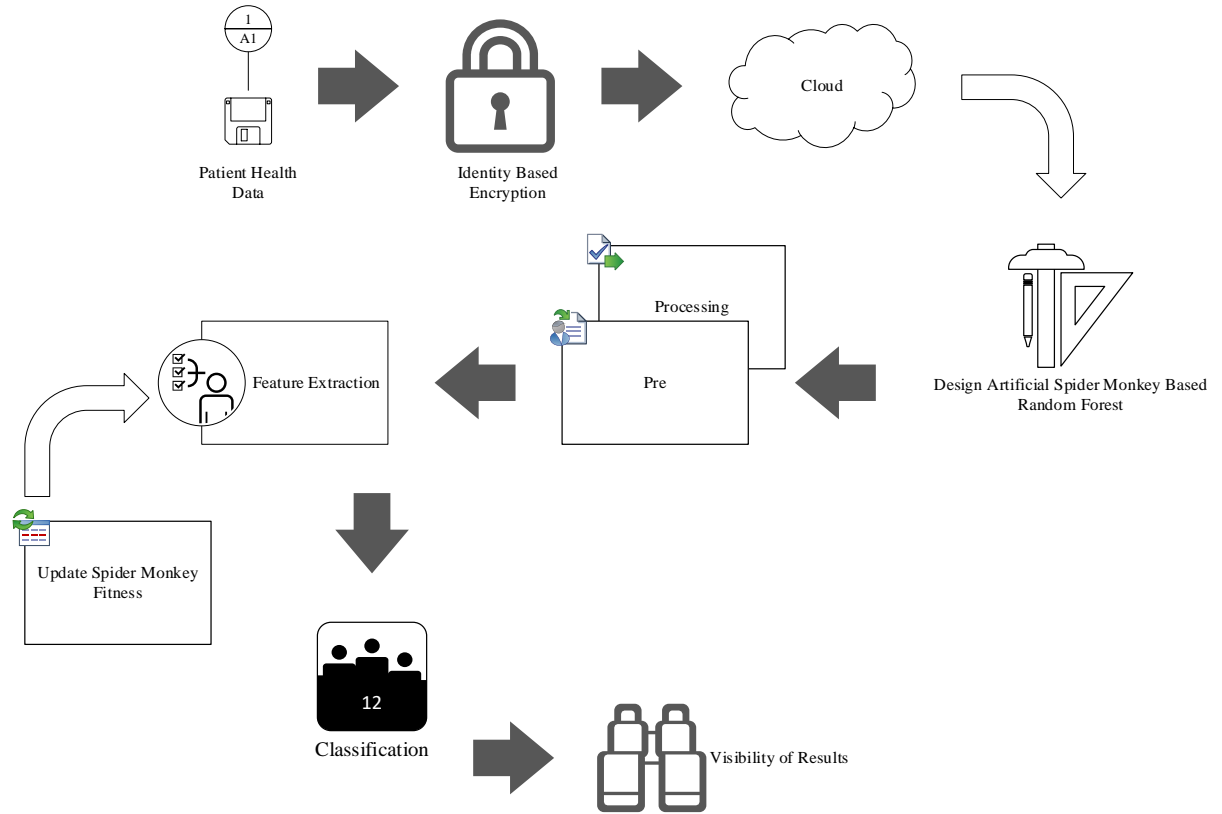 1
A1
Patient Health
Data
Identity Based
Encryption
Cloud
Design Artificial Spider Monkey Based
Random Forest
Processing
Pre
Feature Extraction
Update Spider Monkey
Fitness
12
Classification
Visibility of Results